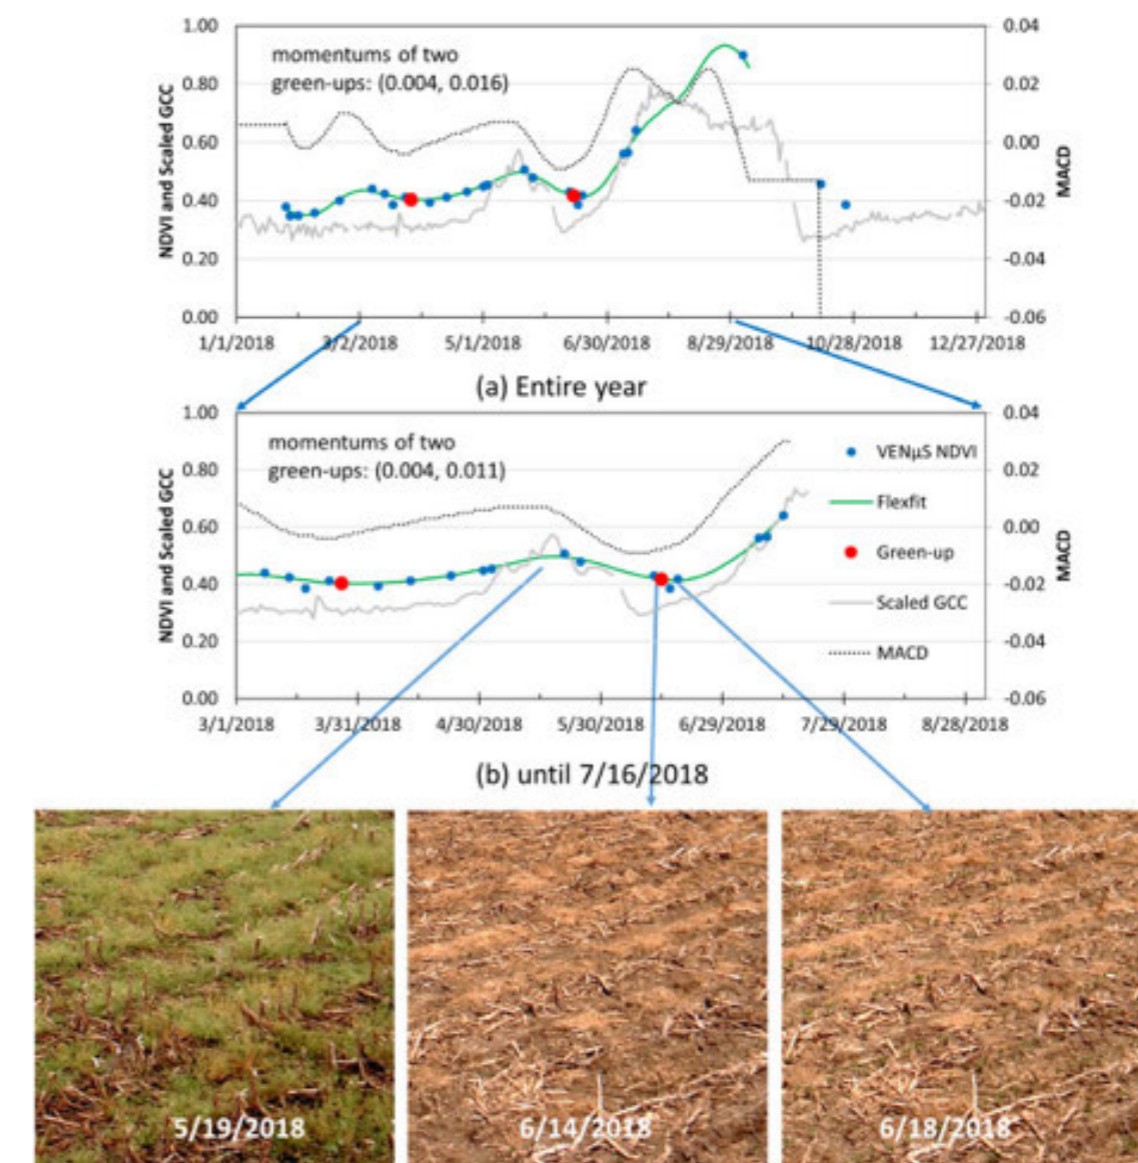 1.00
0.80
0.60
0.40
0.20
0.00
NDVI and Scaled GCC
momentums of two
green-ups: (0.004, 0.016)
0.04
0.02
0.00
-0.02
-0.04
-0.06
MACD
1/1/2018 3/2/2018 5/1/2018 6/30/2018 8/29/2018 10/28/2018 12/27/2018
(a) Entire year
1.00
0.80
0.60
0.40
0.20
0.00
NDVI and Scaled GCC
momentums of two
green-ups: (0.004, 0.011)
VENµS NDVI
Flexfit
Green-up
Scaled GCC
MACD
0.04
0.02
0.00
-0.02
-0.04
-0.06
MACD
3/1/2018 3/31/2018 4/30/2018 5/30/2018 6/29/2018 7/29/2018 8/28/2018
(b) until 7/16/2018
5/19/2018 6/14/2018 6/18/2018